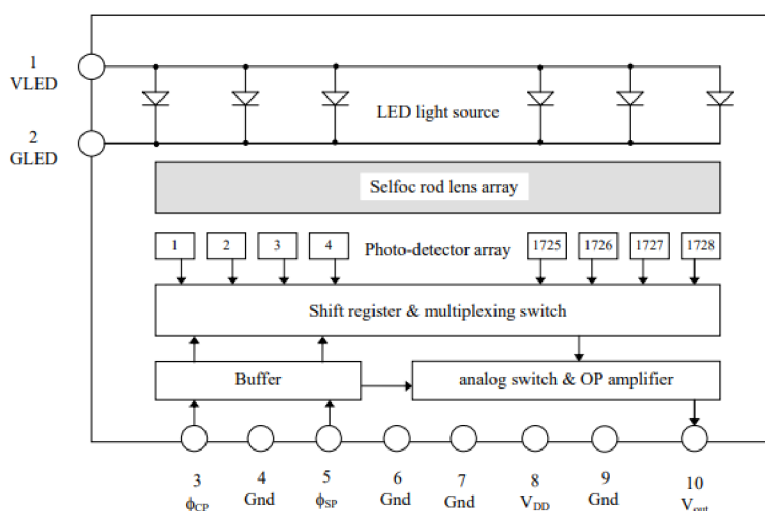 1
VLED
LED light source
2
GLED
Selfoc rod lens array
1 2 3 4 Photo-detector array 1725 1726 1727 1728
Shift register & multiplexing switch
Buffer analog switch & OP amplifier
3 4 5 6 7 8 9 10
ϕCP Gnd ϕSP Gnd Gnd VDD Gnd Vout